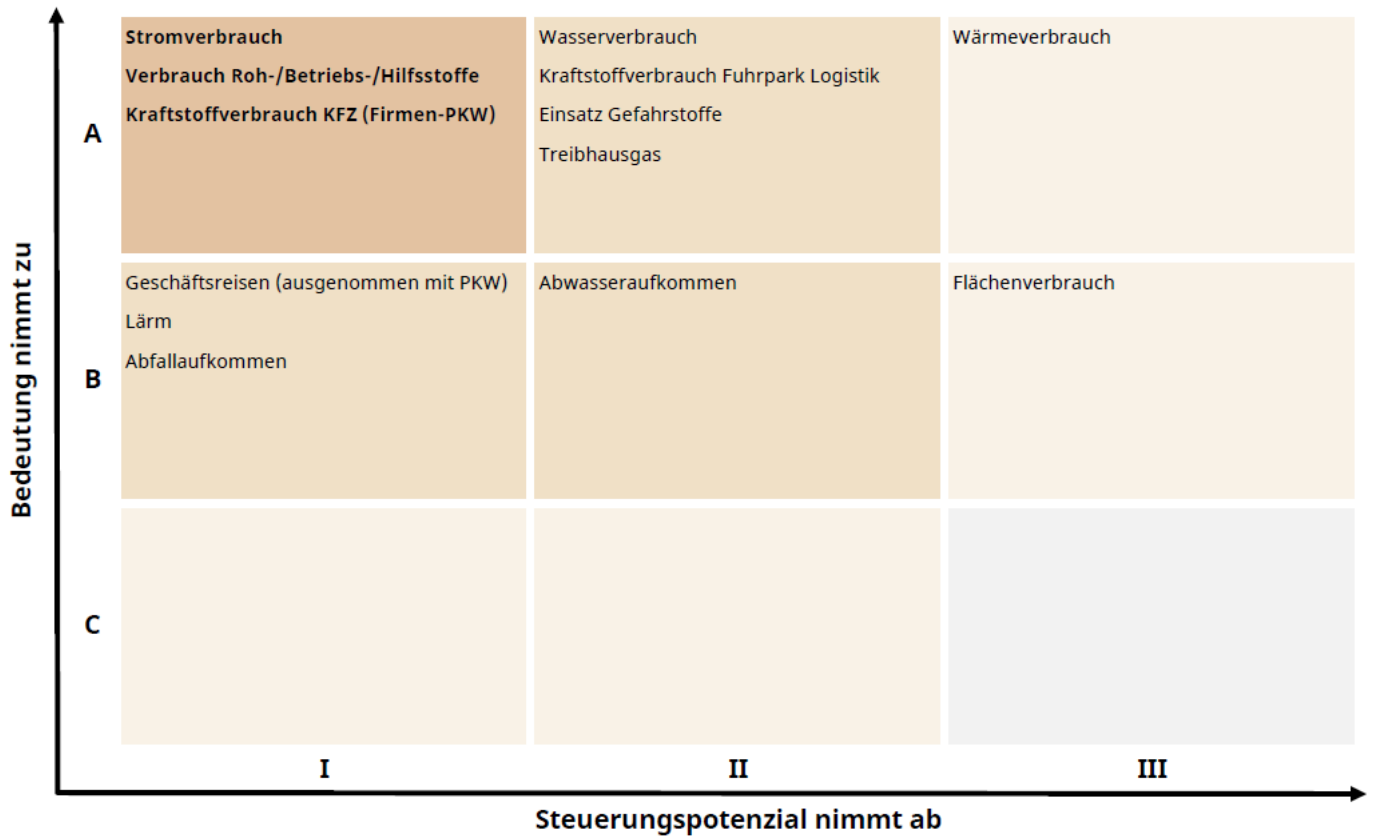 Stromverbrauch
Verbrauch Roh-/Betriebs-/Hilfsstoffe
Kraftstoffverbrauch KFZ (Firmen-PKW)
Wasserverbrauch
Kraftstoffverbrauch Fuhrpark Logistik
Einsatz Gefahrstoffe
Treibhausgas
Wärmeverbrauch
A
Geschäftsreisen (ausgenommen mit PKW)
Lärm
Abfallaufkommen
Abwasseraufkommen
Flächenverbrauch
B
C
Bedeutung nimmt zu
I
II
III
Steuerungspotenzial nimmt ab